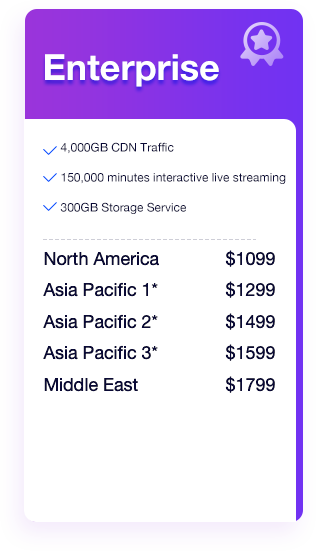 Enterprise
4,000GB CDN Traffic
150,000 minutes interactive live streaming
300GB Storage Service
North America $1099
Asia Pacific 1* $1299
Asia Pacific 2* $1499
Asia Pacific 3* $1599
Middle East $1799